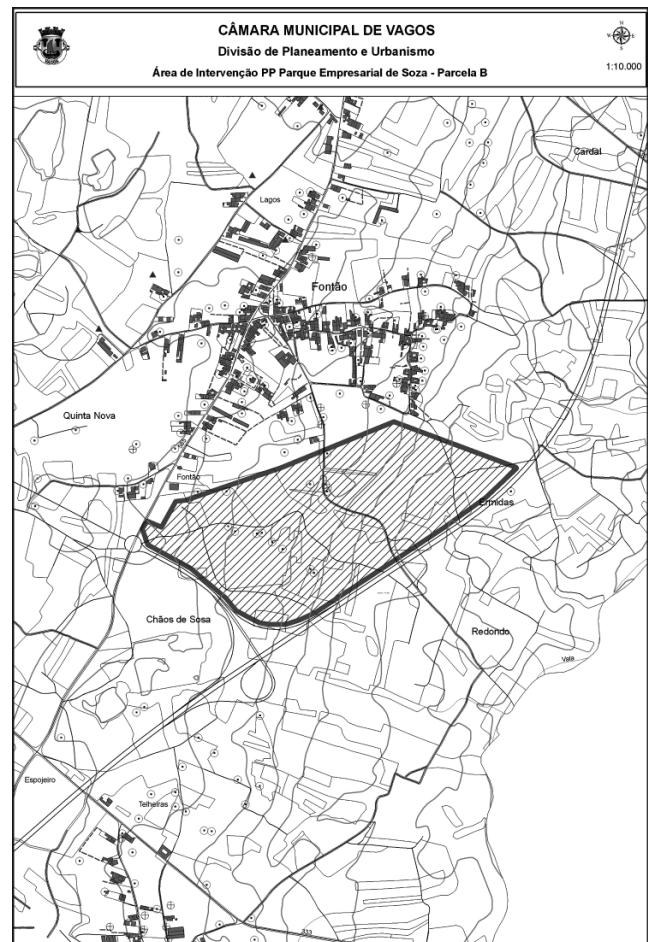 CÂMARA MUNICIPAL DE VAGOS
Divisão de Planeamento e Urbanismo
Área de Intervenção PP Parque Empresarial de Soza - Parcela B
N
W
E
S
1:10.000
VAGOS
Cardal
Lagos
Fontão
Quinta Nova
Fontão
Ermidas
Chãos de Sosa
Redondo
Vala
Espojeiro
Telheiras
333